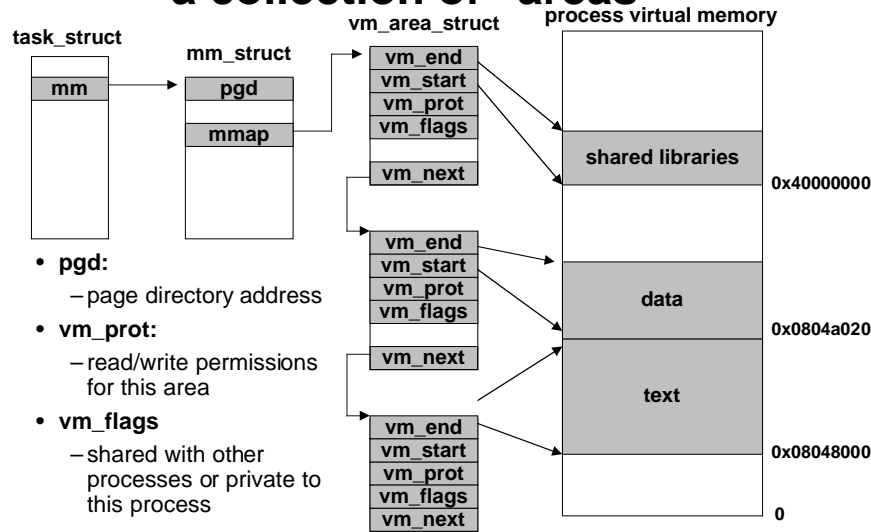 a collection of "areas"
task_struct
mm
mm_struct
pgd
mmap
vm_area_struct
vm_end
vm_start
vm_prot
vm_flags
vm_next
vm_end
vm_start
vm_prot
vm_flags
vm_next
vm_end
vm_start
vm_prot
vm_flags
vm_next
process virtual memory
shared libraries
0x40000000
data
0x0804a020
text
0x08048000
0
• pgd:
– page directory address
• vm_prot:
– read/write permissions
for this area
• vm_flags
– shared with other
processes or private to
this process